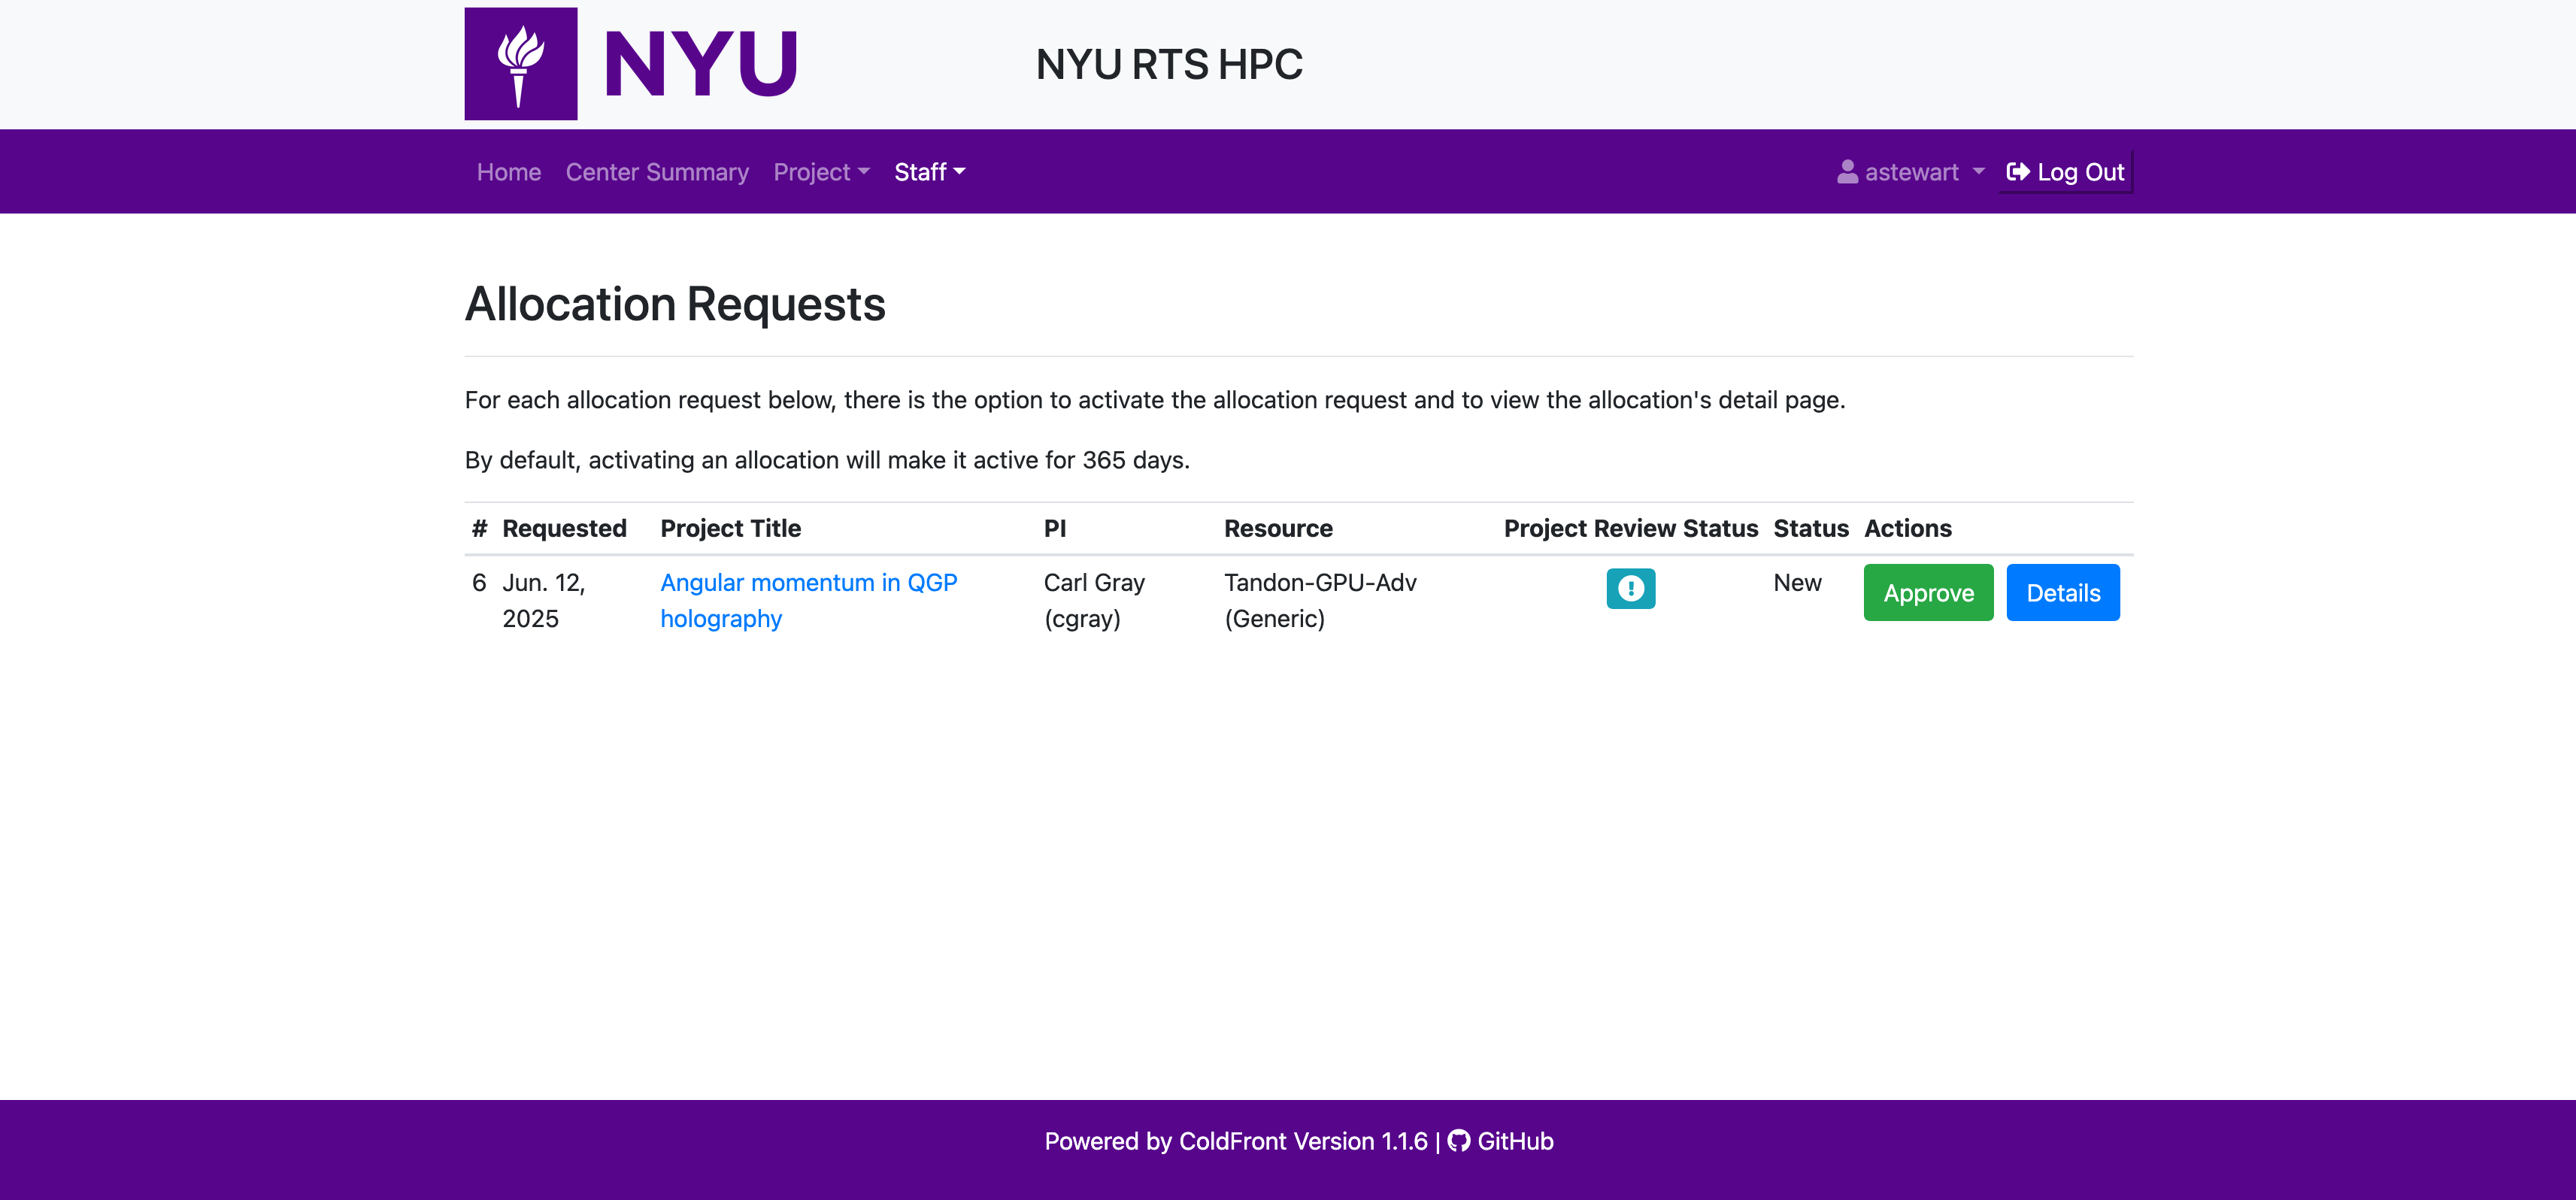 NYU
NYU RTS HPC
Home Center Summary Project Staff astewart Log Out
Allocation Requests
For each allocation request below, there is the option to activate the allocation request and to view the allocation's detail page.
By default, activating an allocation will make it active for 365 days.
# Requested Project Title PI Resource Project Review Status Status Actions
6 Jun. 12, Angular momentum in QGP Carl Gray Tandon-GPU-Adv New Approve Details
2025 holography (cgray) (Generic)
Powered by ColdFront Version 1.1.6 | GitHub